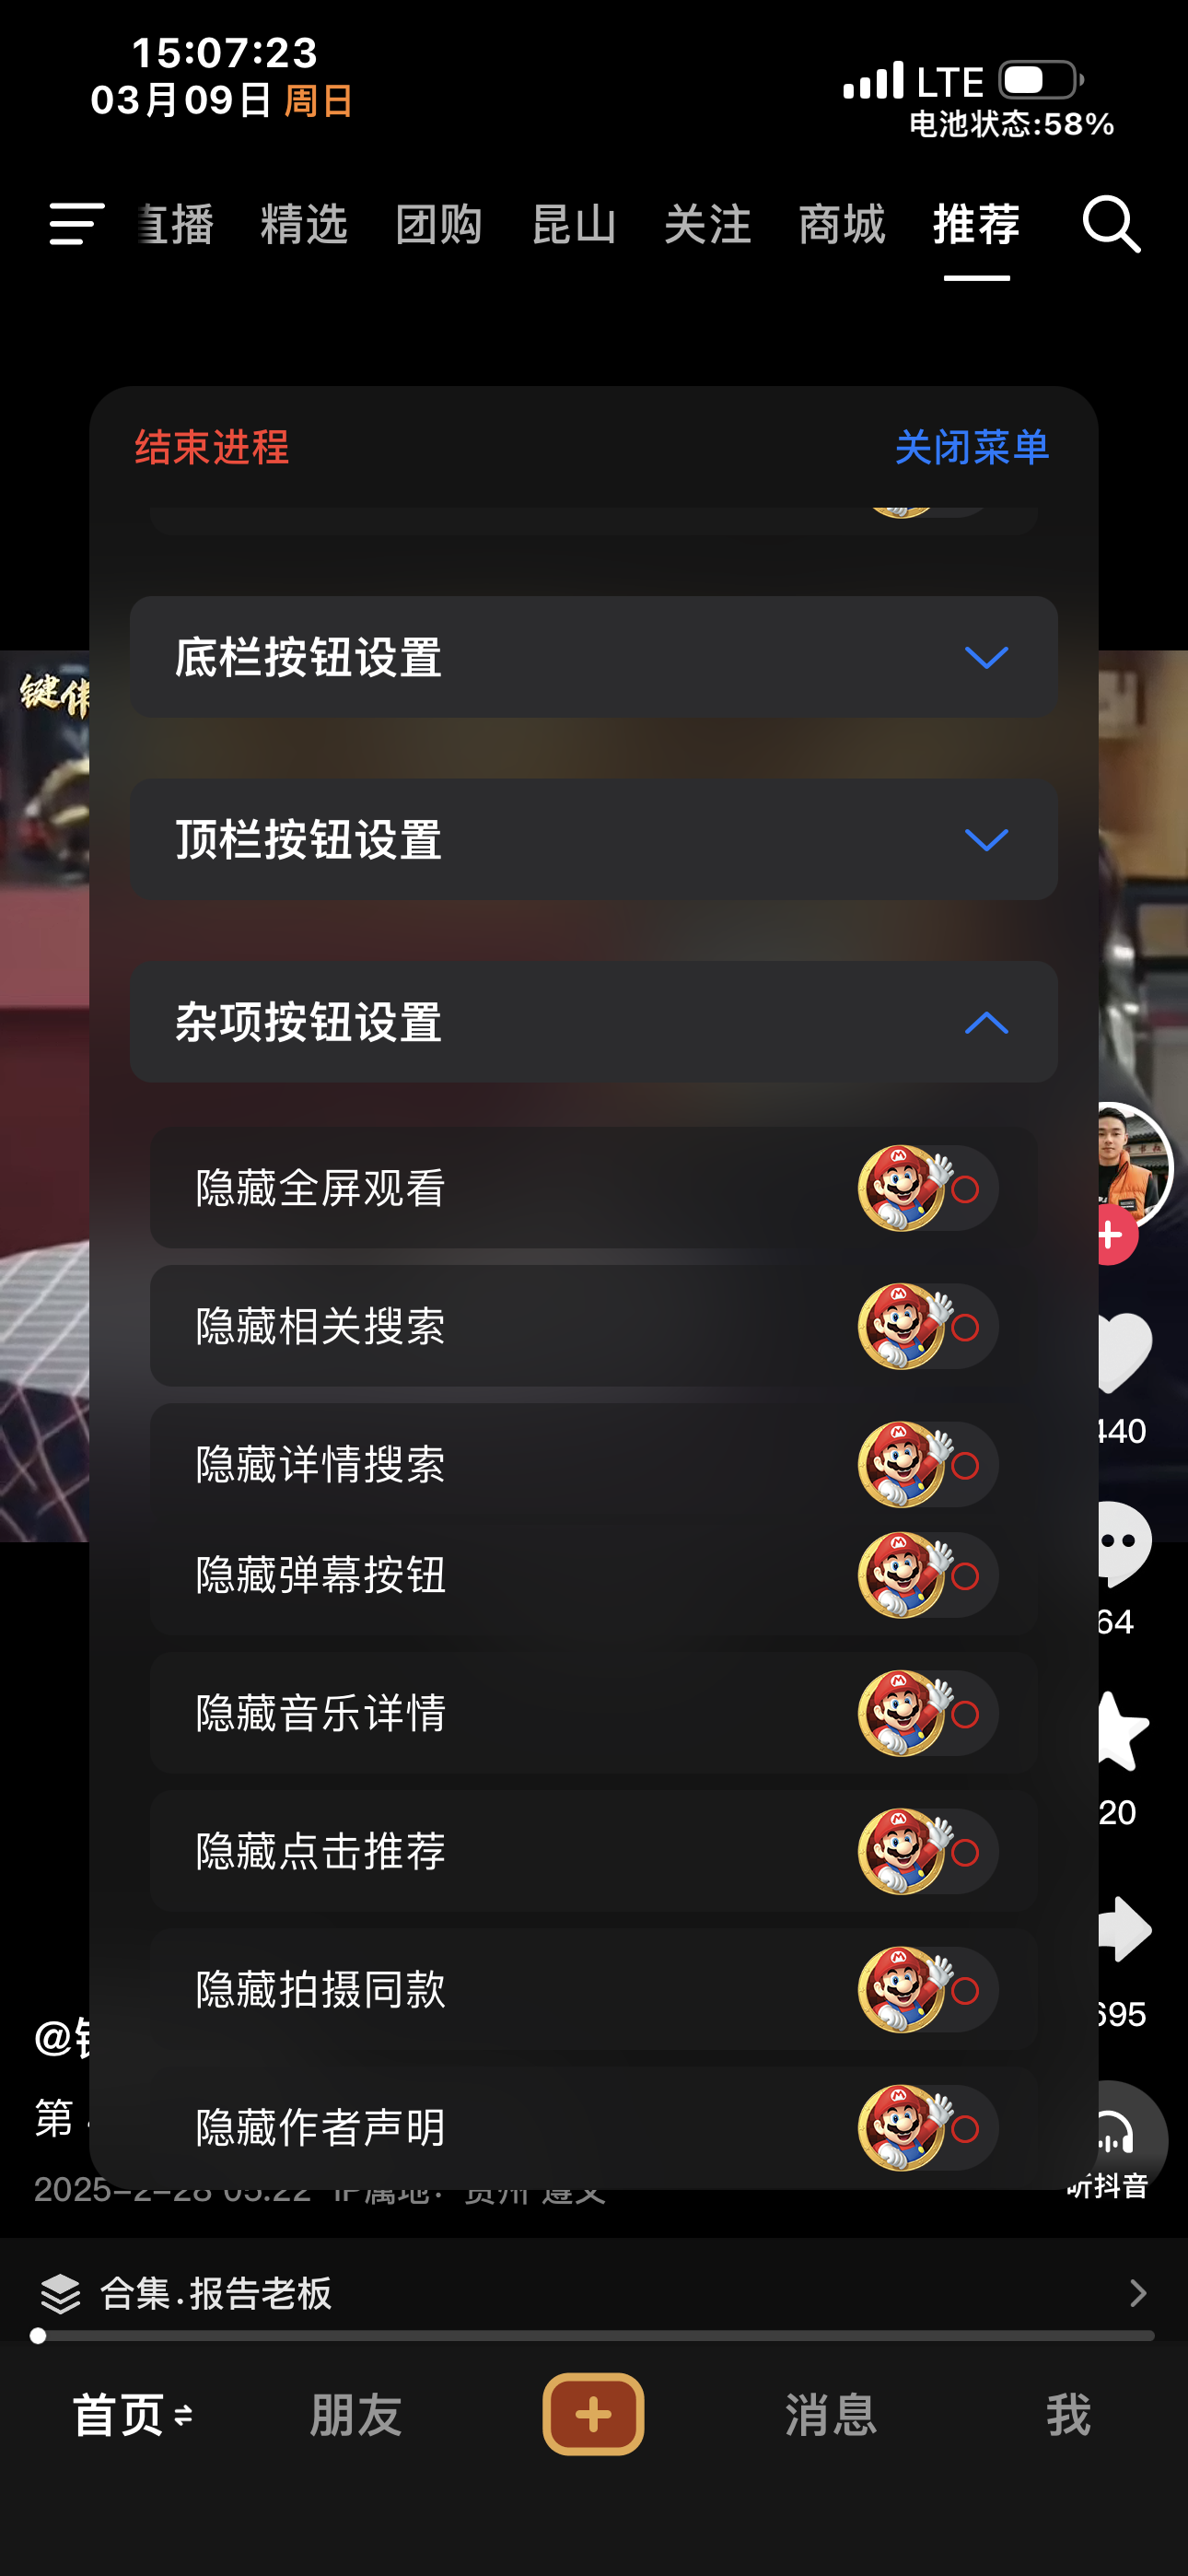 15:07:23
03月09日 周日
LTE
电池状态:58%
直播 精选 团购 昆山 关注 商城 推荐
结束进程 关闭菜单
底栏按钮设置
顶栏按钮设置
杂项按钮设置
隐藏全屏观看
隐藏相关搜索
隐藏详情搜索
隐藏弹幕按钮
隐藏音乐详情
隐藏点击推荐
隐藏拍摄同款
隐藏作者声明
键
440
64
20
695
听抖音
@
第
2025-2-28 05:22 IP属地：贵州 遵义
合集.报告老板
首页 朋友 消息 我